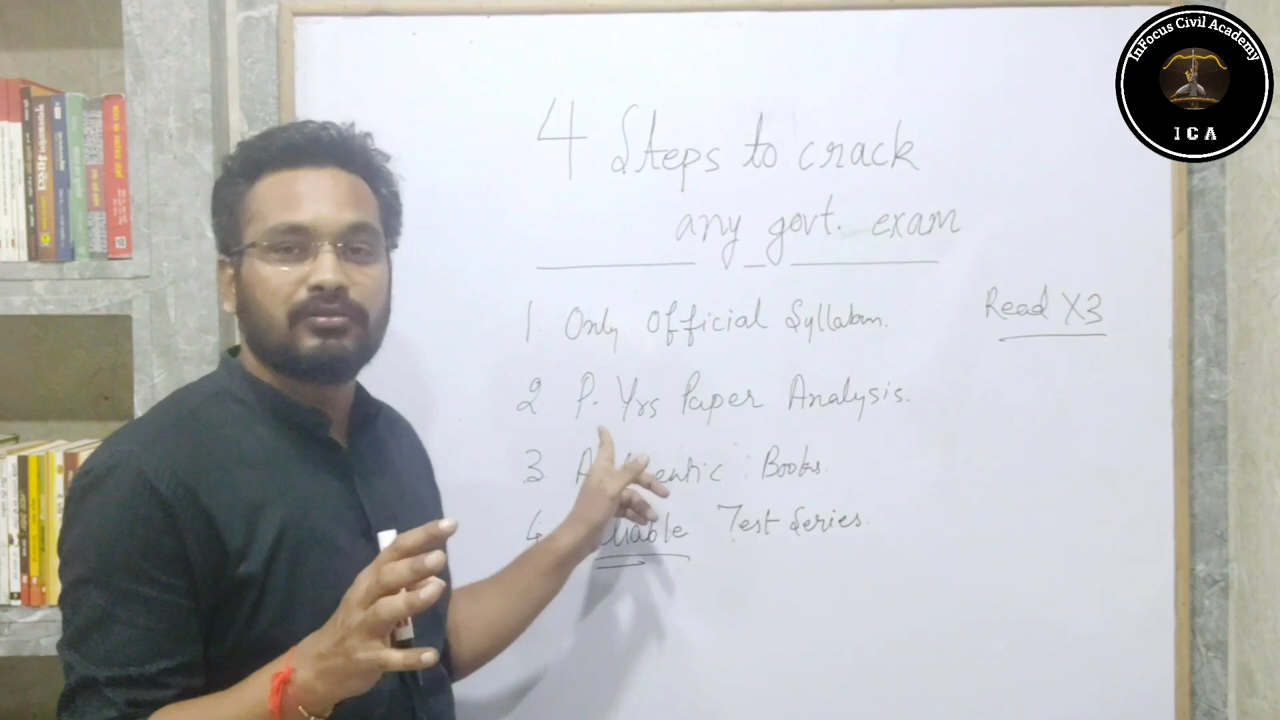 InFocus Civil Academy
ICA
4 Steps to crack
any govt. exam
1. Only Official Syllabus.
Read X3
2 P. Yrs Paper Analysis.
3 Books.
4. Test Series.